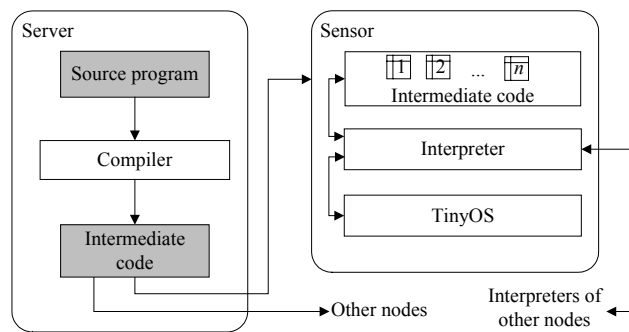 Server
Source program
Compiler
Intermediate
code
Sensor
1 2 ... n
Intermediate code
Interpreter
TinyOS
Other nodes
Interpreters of
other nodes